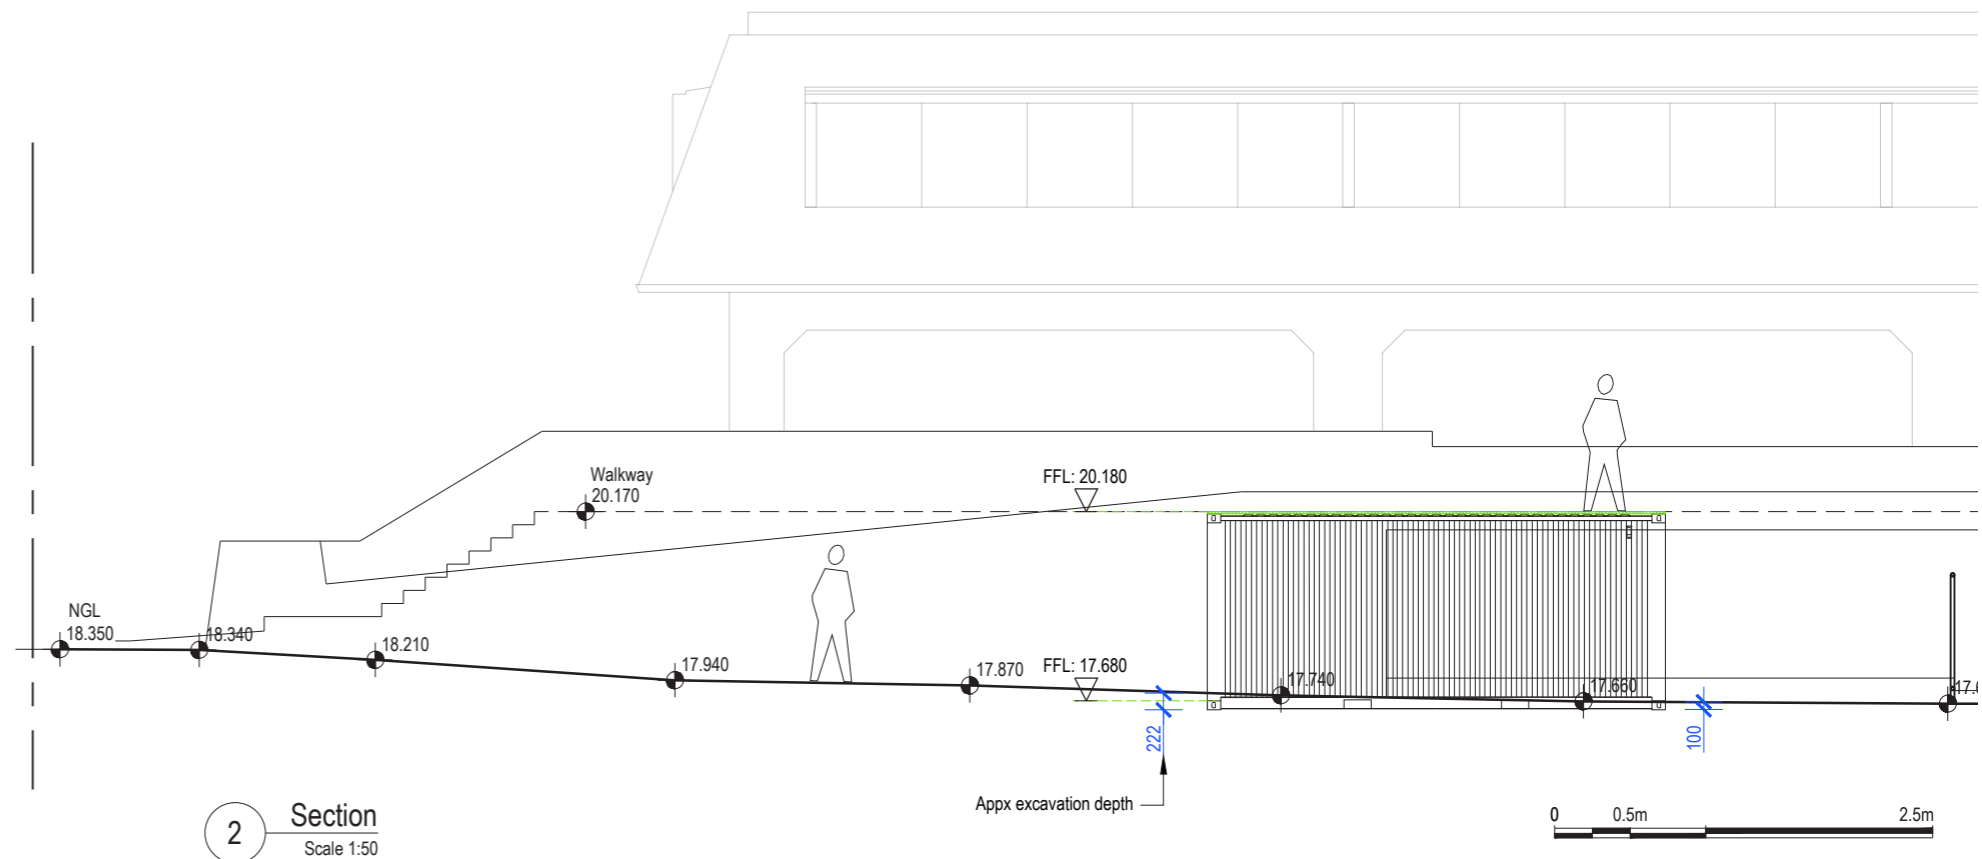 Walkway
20.170
FFL: 20.180
NGL
18.350
18.340
18.210
17.940
17.870
FFL: 17.680
17.740
17.660
222
100
Appx excavation depth
2
Section
Scale 1:50
0
0.5m
2.5m